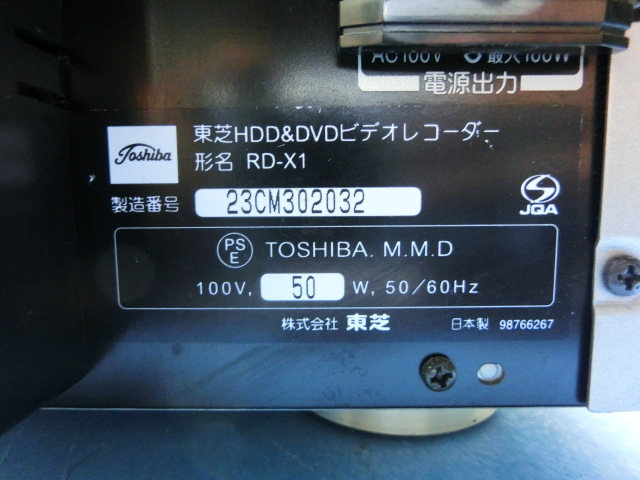 AC100V 最大100W
電源出力
Toshiba
東芝HDD&DVDビデオレコーダー
形名 RD-X1
製造番号 23CM302032
JQA
PS
E
TOSHIBA. M.M.D
100V, 50 W, 50/60Hz
株式会社 東芝 日本製 98766267